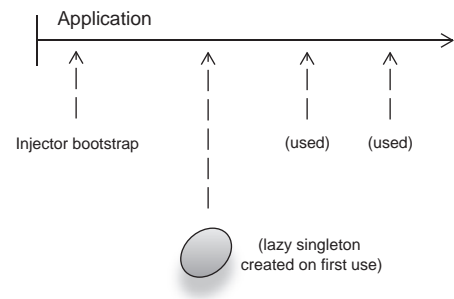 Application
Injector bootstrap
(used)
(used)
(lazy singleton
created on first use)